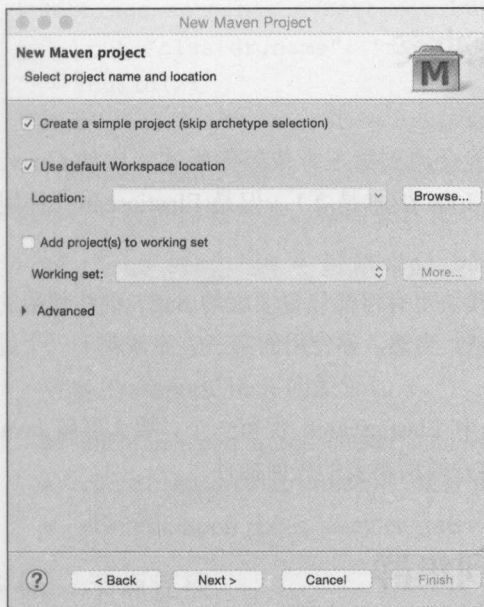 New Maven Project
New Maven project
Select project name and location
M
Create a simple project (skip archetype selection)
Use default Workspace location
Location:
Browse...
Add project(s) to working set
Working set:
More...
Advanced
?
< Back
Next >
Cancel
Finish